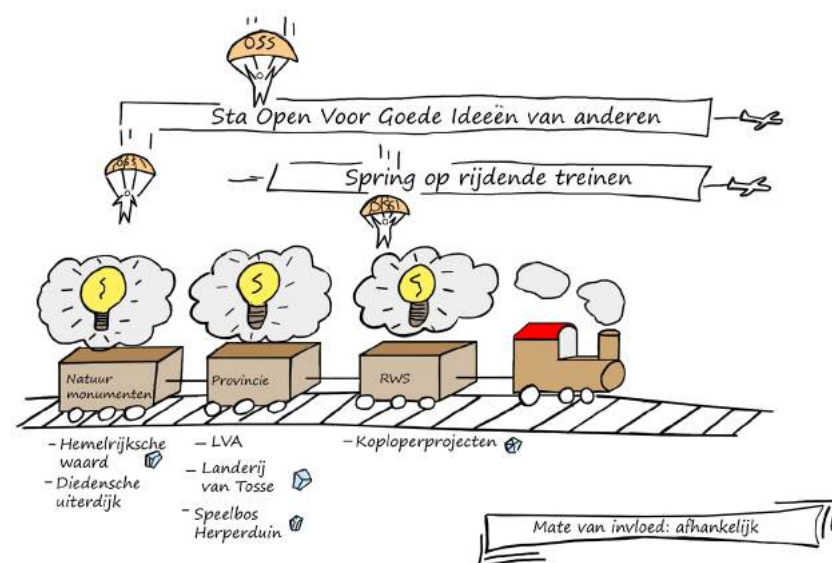 OSS
Sta Open Voor Goede Ideeën van anderen
OSS
Spring op rijdende treinen
OSS
Natuur
monumenten
Provincie
RWS
- Hemelrijksche
waard
- Diedensche
uiterdijk
- LVA
- Landerij
van Tosse
- Speelbos
Herperduin
- Koploperprojecten
Mate van invloed: afhankelijk